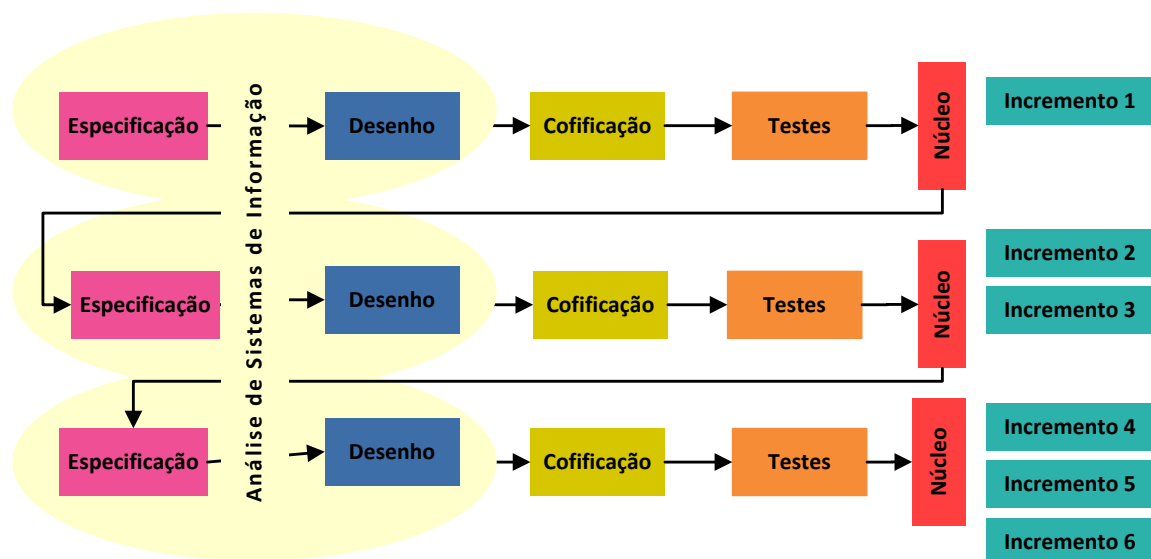 Especificação
Análise de Sistemas de Informação
Desenho
Cofificação
Testes
Núcleo
Incremento 1
Especificação
Desenho
Cofificação
Testes
Núcleo
Incremento 2
Incremento 3
Especificação
Desenho
Cofificação
Testes
Núcleo
Incremento 4
Incremento 5
Incremento 6